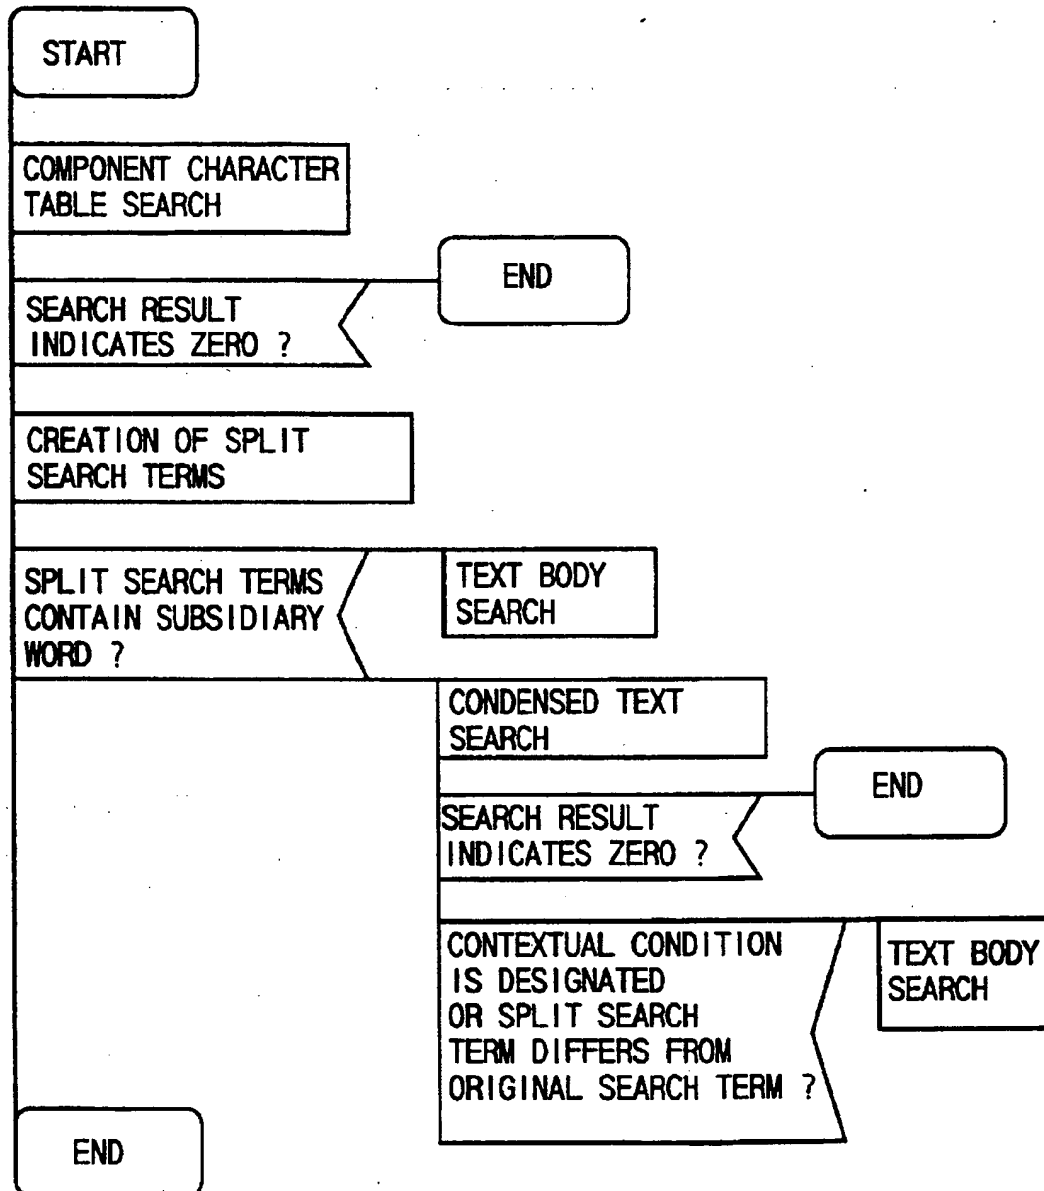 START
COMPONENT CHARACTER
TABLE SEARCH
END
SEARCH RESULT
INDICATES ZERO ?
CREATION OF SPLIT
SEARCH TERMS
SPLIT SEARCH TERMS
CONTAIN SUBSIDIARY
WORD ?
TEXT BODY
SEARCH
CONDENSED TEXT
SEARCH
END
SEARCH RESULT
INDICATES ZERO ?
CONTEXTUAL CONDITION
IS DESIGNATED
OR SPLIT SEARCH
TERM DIFFERS FROM
ORIGINAL SEARCH TERM ?
TEXT BODY
SEARCH
END